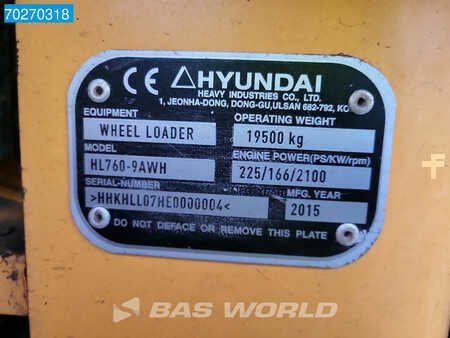 70270318
CE HYUNDAI
HEAVY INDUSTRIES CO., LTD.
1, JEONHA-DONG, DONG-GU, ULSAN 682-792, KO
EQUIPMENT
OPERATING WEIGHT
WHEEL LOADER
19500 kg
MODEL
ENGINE POWER(PS/KW/rpm)
HL760-9AWH
225/166/2100
SERIAL-NUMBER
MFG. YEAR
>HHKHLL07HE0000004<
2015
DO NOT DEFACE OR REMOVE THIS PLATE
F
BAS WORLD